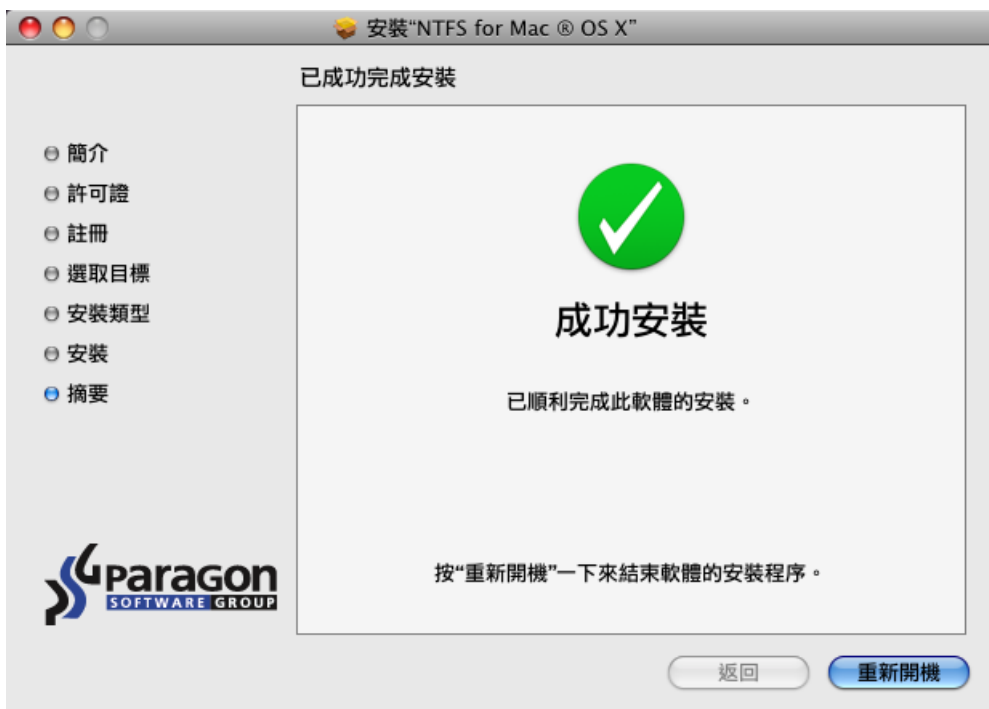 安裝“NTFS for Mac ® OS X”
已成功完成安裝
簡介
許可證
註冊
選取目標
安裝類型
安裝
摘要
成功安裝
已順利完成此軟體的安裝。
按“重新開機”一下來結束軟體的安裝程序。
Paragon
SOFTWARE GROUP
返回
重新開機